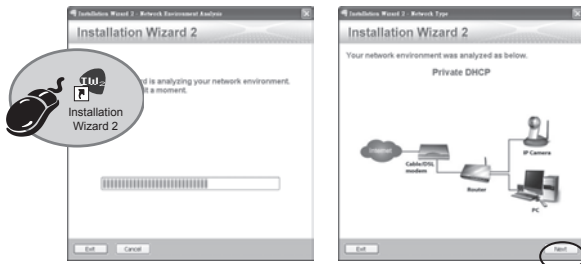 Installation Wizard 2 - Network Environment Analysis
Installation Wizard 2
rd is analyzing your network environment.
it a moment.
IW2
Installation
Wizard 2
Exit
Cancel
Installation Wizard 2 - Network Type
Installation Wizard 2
Your network environment was analyzed as below.
Private DHCP
Internet
Cable/DSL
modem
Router
IP Camera
PC
Exit
Next